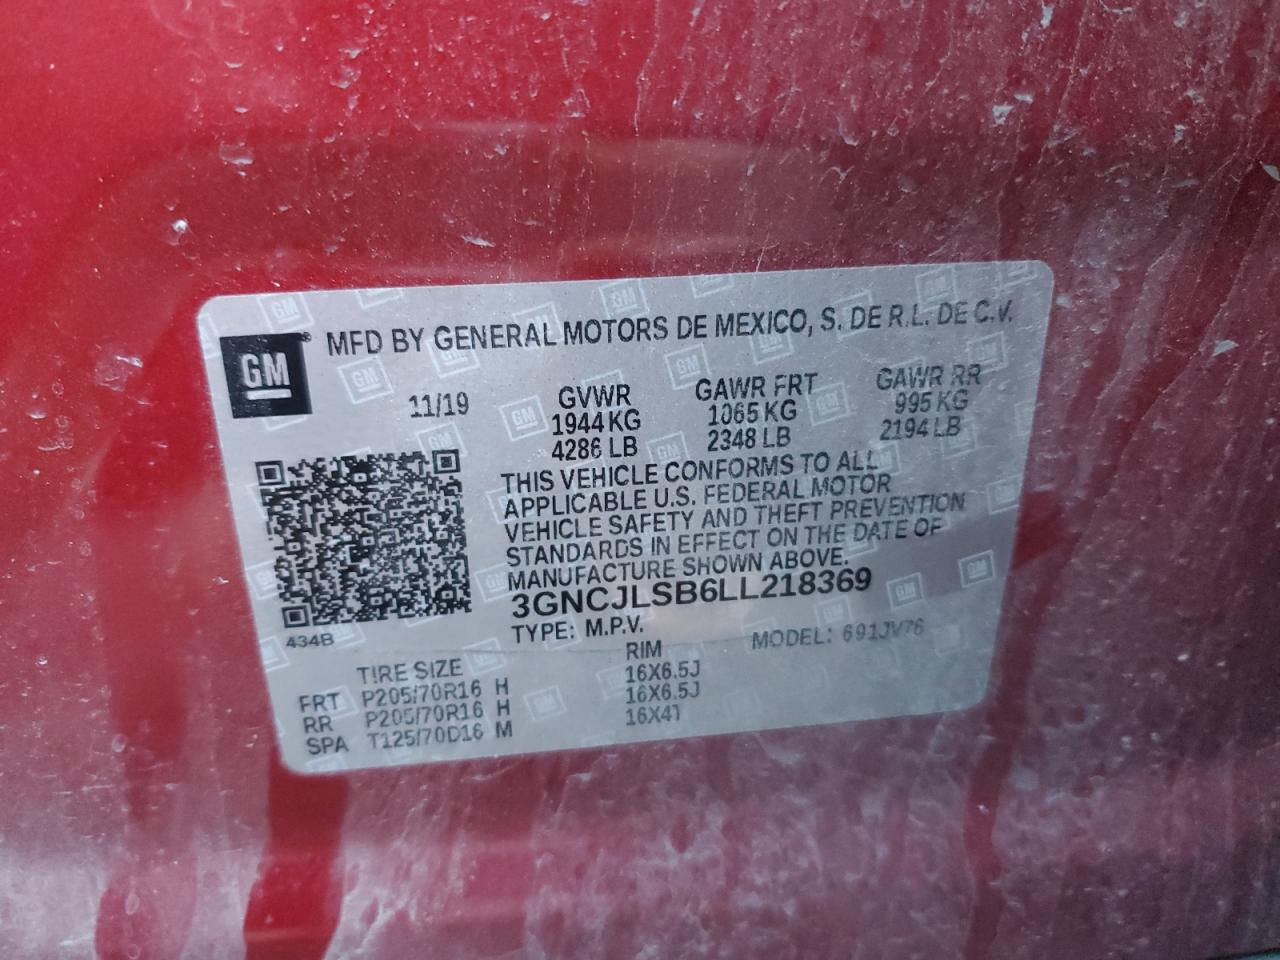 GM
MFD BY GENERAL MOTORS DE MEXICO, S. DE R.L. DE C.V.
11/19 GVWR GAWR FRT GAWR RR
1944 KG 1065 KG 995 KG
4286 LB 2348 LB 2194 LB
THIS VEHICLE CONFORMS TO ALL
APPLICABLE U.S. FEDERAL MOTOR
VEHICLE SAFETY AND THEFT PREVENTION
STANDARDS IN EFFECT ON THE DATE OF
MANUFACTURE SHOWN ABOVE.
3GNCJLSB6LL218369
434B TYPE: M.P.V. MODEL: 691JV76
TIRE SIZE RIM
FRT P205/70R16 H 16X6.5J
RR P205/70R16 H 16X6.5J
SPA T125/70D16 M 16X4T